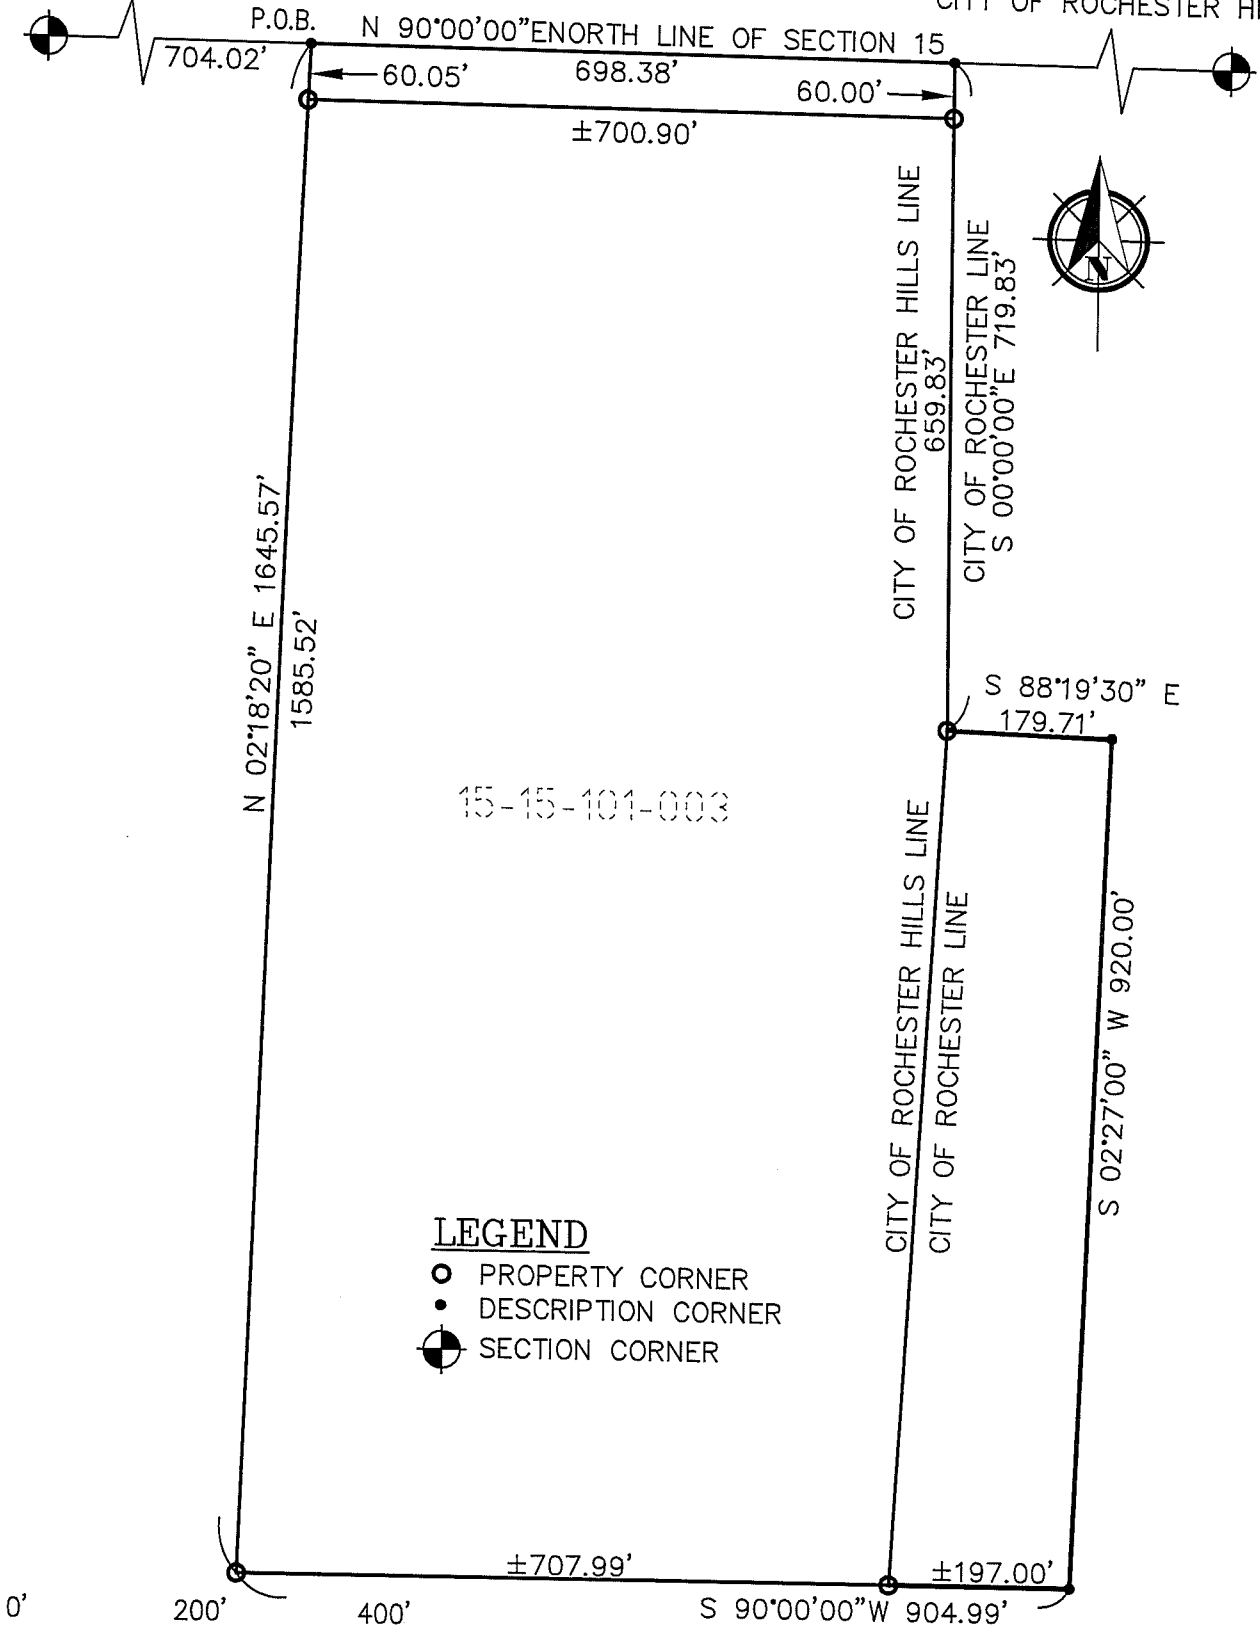 CITY OF ROCHESTER HI
P.O.B.
N 90°00'00"ENORTH LINE OF SECTION 15
704.02'
60.05'
698.38'
60.00'
±700.90'
N
CITY OF ROCHESTER HILLS LINE
659.83'
CITY OF ROCHESTER LINE
S 00°00'00"E 719.83'
N 02°18'20" E 1645.57'
1585.52'
S 88°19'30" E
179.71'
15-15-101-003
CITY OF ROCHESTER HILLS LINE
CITY OF ROCHESTER LINE
S 02°27'00" W 920.00'
LEGEND
PROPERTY CORNER
DESCRIPTION CORNER
SECTION CORNER
±707.99'
±197.00'
0' 200' 400'
S 90°00'00"W 904.99'